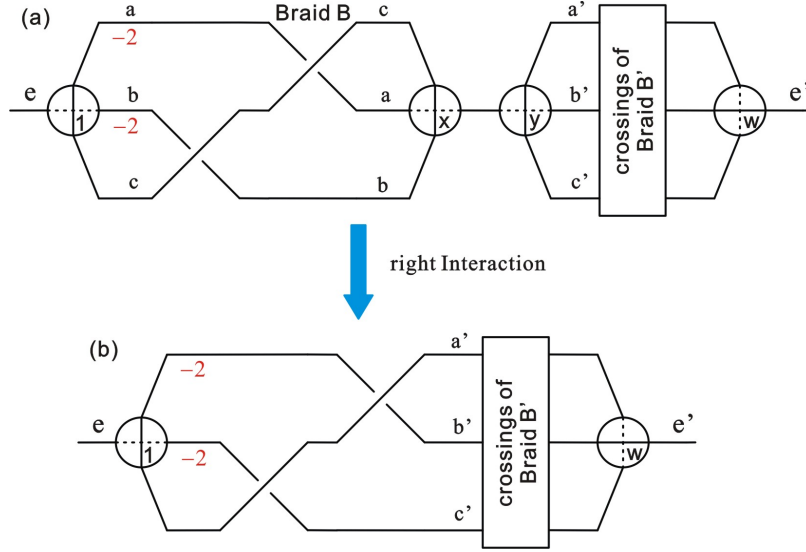 (a)
Braid B
a
c
a'
−2
e
b
a
b'
e'
1
x
y
w
−2
c
b
c'
crossings of
Braid B'
right Interaction
(b)
a'
−2
e
b'
e'
1
w
−2
c'
crossings of
Braid B'